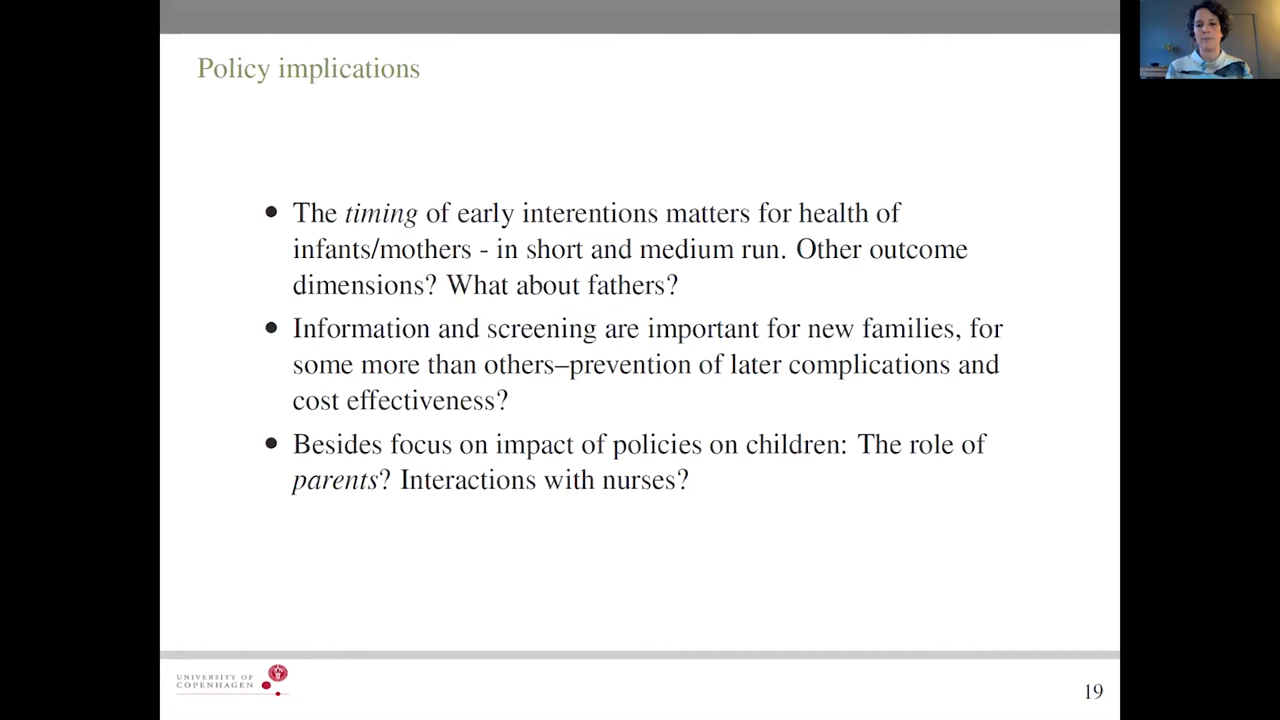 Policy implications
• The timing of early interentions matters for health of
infants/mothers - in short and medium run. Other outcome
dimensions? What about fathers?
• Information and screening are important for new families, for
some more than others–prevention of later complications and
cost effectiveness?
• Besides focus on impact of policies on children: The role of
parents? Interactions with nurses?
UNIVERSITY OF
COPENHAGEN
19